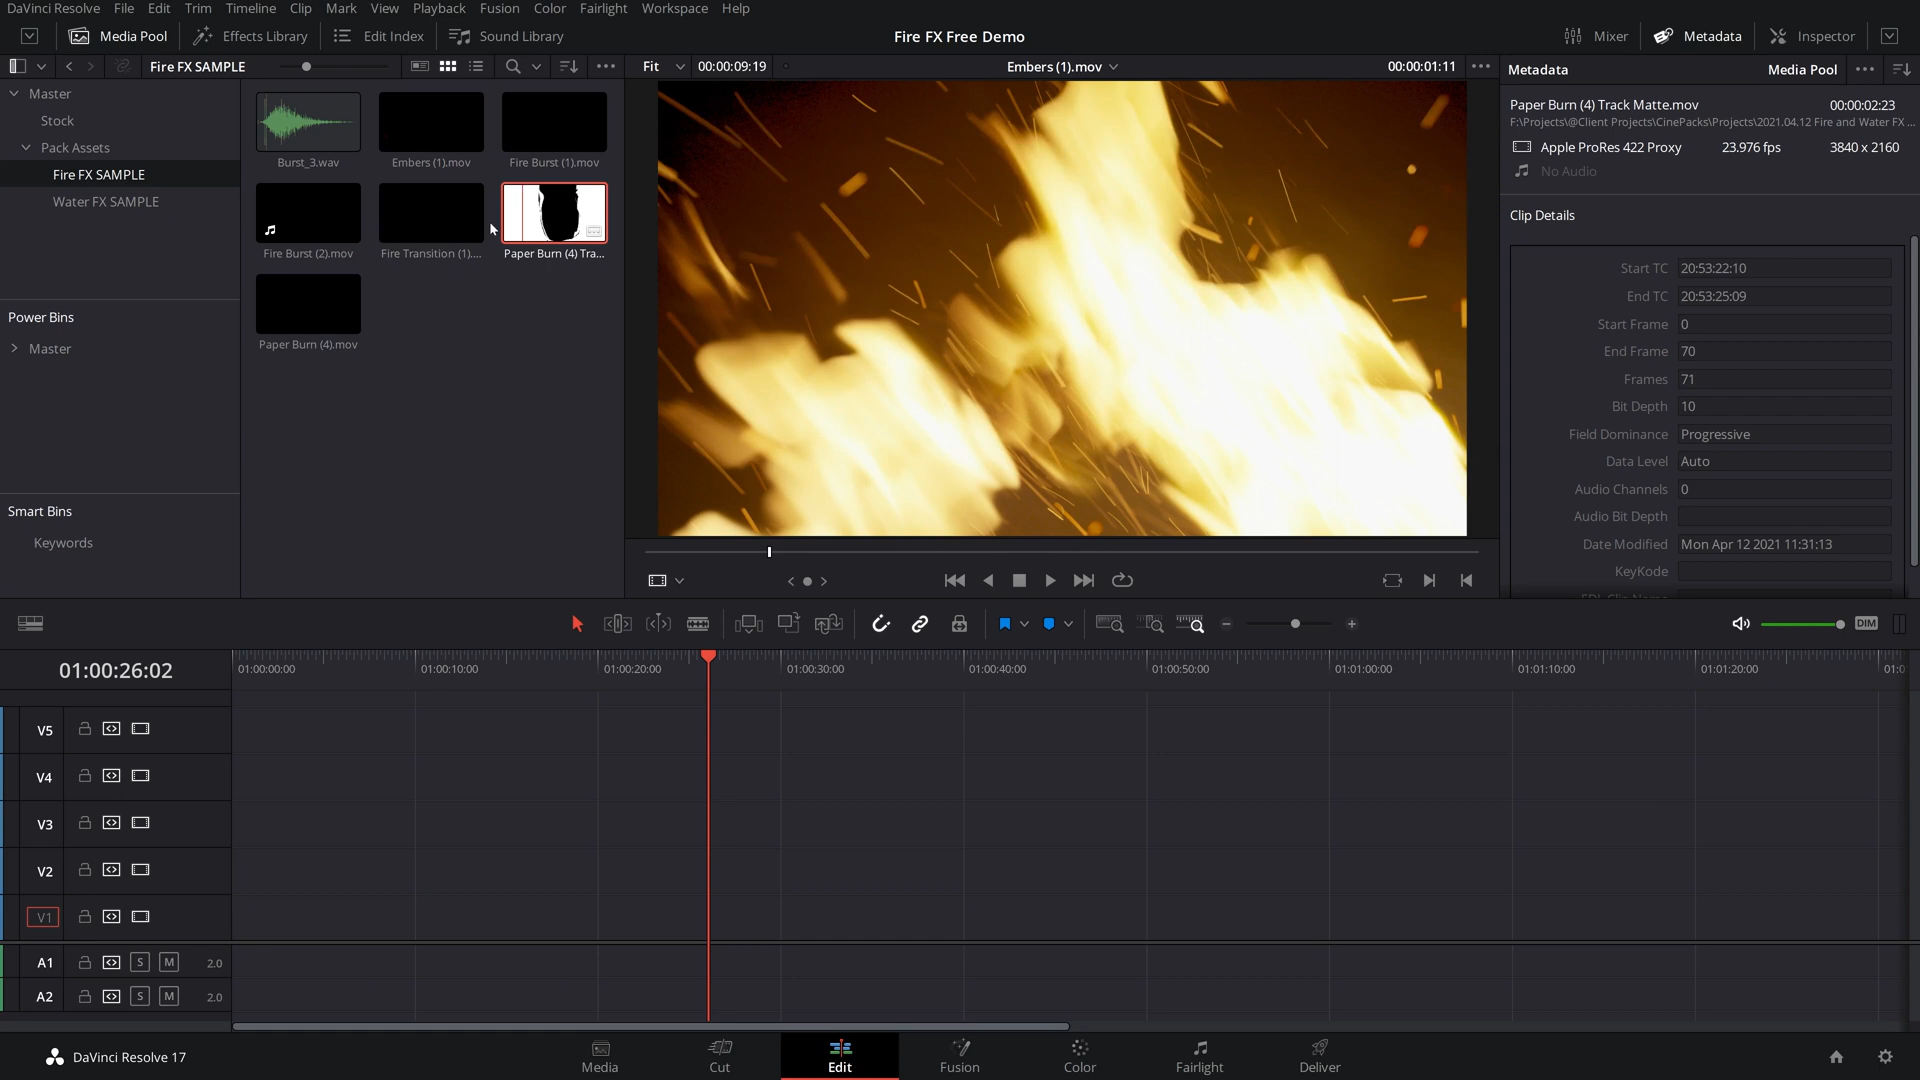 DaVinci Resolve File Edit Trim Timeline Clip Mark View Playback Fusion Color Fairlight Workspace Help
Media Pool Effects Library Edit Index Sound Library Fire FX Free Demo Mixer Metadata Inspector
Fire FX SAMPLE Fit 00:00:09:19 Embers (1).mov 00:00:01:11 Metadata Media Pool
Master
Stock
Pack Assets
Fire FX SAMPLE
Water FX SAMPLE
Power Bins
Master
Smart Bins
Keywords
Burst_3.wav Embers (1).mov Fire Burst (1).mov
Fire Burst (2).mov Fire Transition (1).... Paper Burn (4) Tra...
Paper Burn (4).mov
Paper Burn (4) Track Matte.mov 00:00:02:23
F:\Projects\@Client Projects\CinePacks\Projects\2021.04.12 Fire and Water FX ...
Apple ProRes 422 Proxy 23.976 fps 3840 x 2160
No Audio
Clip Details
Start TC 20:53:22:10
End TC 20:53:25:09
Start Frame 0
End Frame 70
Frames 71
Bit Depth 10
Field Dominance Progressive
Data Level Auto
Audio Channels 0
Audio Bit Depth
Date Modified Mon Apr 12 2021 11:31:13
KeyKode
DIM
01:00:26:02 01:00:00:00 01:00:10:00 01:00:20:00 01:00:30:00 01:00:40:00 01:00:50:00 01:01:00:00 01:01:10:00 01:01:20:00
V5
V4
V3
V2
V1
A1 S M 2.0
A2 S M 2.0
DaVinci Resolve 17 Media Cut Edit Fusion Color Fairlight Deliver